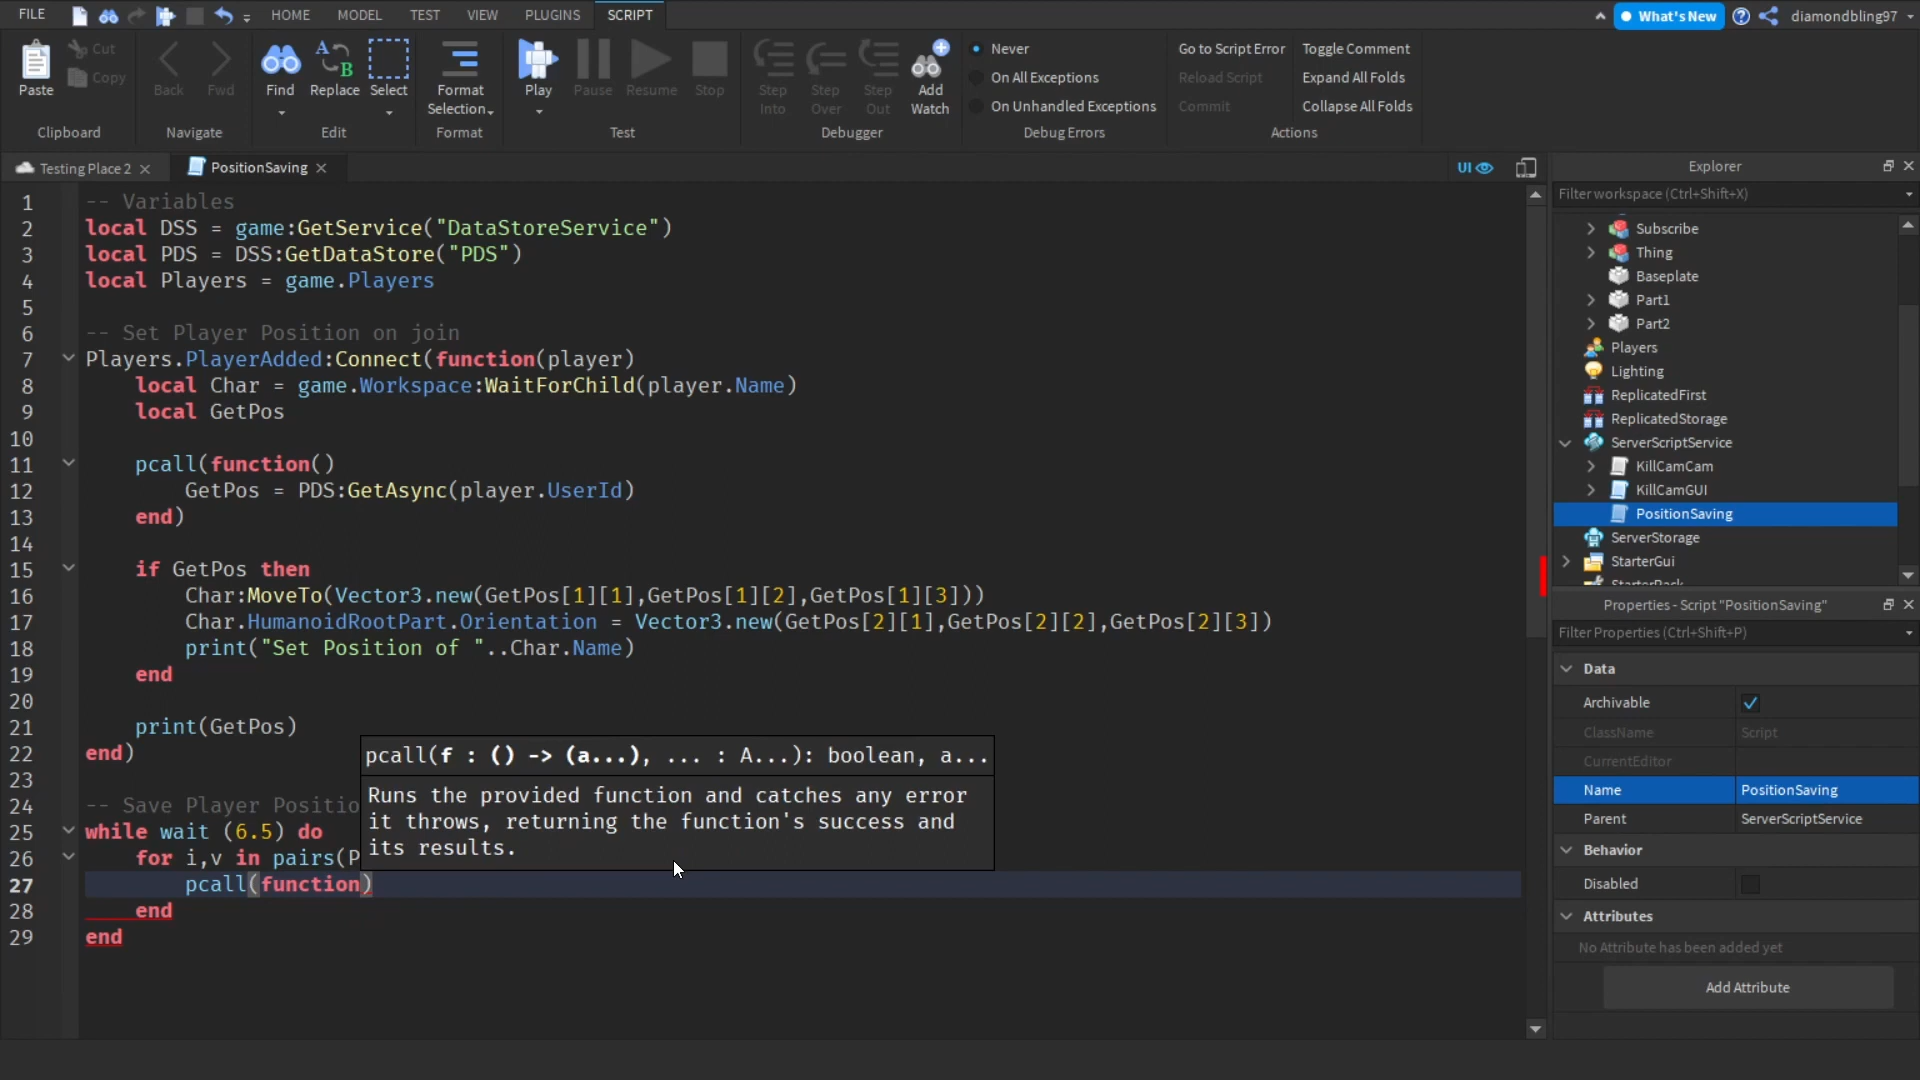 FILE
HOME
MODEL
TEST
VIEW
PLUGINS
SCRIPT
What's New
diamondbling97
Paste
Cut
Copy
Clipboard
Back
Fwd
Navigate
Find
Replace
Select
Edit
Format
Selection
Format
Play
Pause
Resume
Stop
Test
Step
Into
Step
Over
Step
Out
Add
Watch
Debugger
Never
On All Exceptions
On Unhandled Exceptions
Debug Errors
Go to Script Error
Reload Script
Commit
Toggle Comment
Expand All Folds
Collapse All Folds
Actions
Testing Place 2
PositionSaving
UI
1 -- Variables
2 local DSS = game:GetService("DataStoreService")
3 local PDS = DSS:GetDataStore("PDS")
4 local Players = game.Players
5
6 -- Set Player Position on join
7 Players.PlayerAdded:Connect(function(player)
8 local Char = game.Workspace:WaitForChild(player.Name)
9 local GetPos
10
11 pcall(function()
12 GetPos = PDS:GetAsync(player.UserId)
13 end)
14
15 if GetPos then
16 Char:MoveTo(Vector3.new(GetPos[1][1],GetPos[1][2],GetPos[1][3]))
17 Char.HumanoidRootPart.Orientation = Vector3.new(GetPos[2][1],GetPos[2][2],GetPos[2][3])
18 print("Set Position of "..Char.Name)
19 end
20
21 print(GetPos)
22 end)
23
24 -- Save Player Positio
25 while wait (6.5) do
26 for i,v in pairs(P
27 pcall(function)
28 end
29 end
pcall(f : () -> (a...), ... : A...): boolean, a...
Runs the provided function and catches any error
it throws, returning the function's success and
its results.
Explorer
Filter workspace (Ctrl+Shift+X)
Subscribe
Thing
Baseplate
Part1
Part2
Players
Lighting
ReplicatedFirst
ReplicatedStorage
ServerScriptService
KillCamCam
KillCamGUI
PositionSaving
ServerStorage
StarterGui
StarterPack
Properties - Script "PositionSaving"
Filter Properties (Ctrl+Shift+P)
Data
Archivable
ClassName Script
CurrentEditor
Name PositionSaving
Parent ServerScriptService
Behavior
Disabled
Attributes
No Attribute has been added yet
Add Attribute